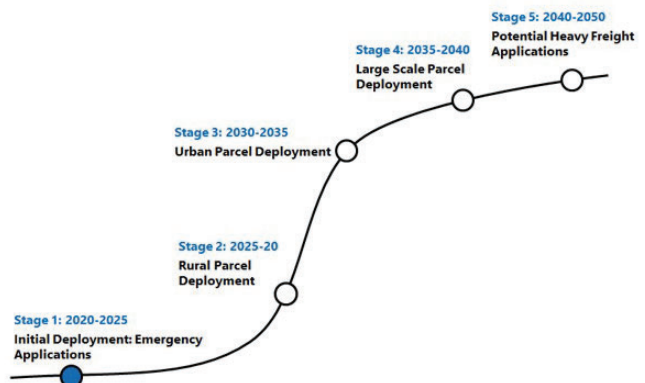 Stage 5: 2040-2050
Potential Heavy Freight
Applications
Stage 4: 2035-2040
Large Scale Parcel
Deployment
Stage 3: 2030-2035
Urban Parcel Deployment
Stage 2: 2025-20
Rural Parcel
Deployment
Stage 1: 2020-2025
Initial Deployment: Emergency
Applications